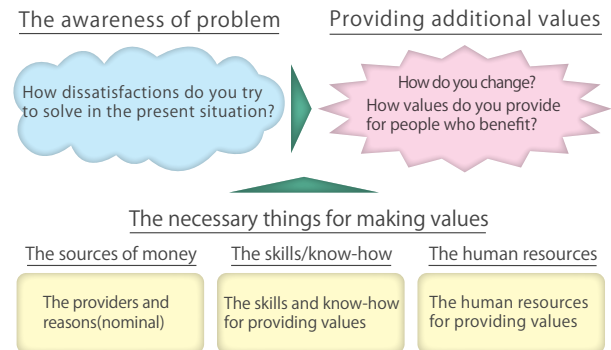 The awareness of problem
Providing additional values
How dissatisfactions do you try
to solve in the present situation?
How do you change?
How values do you provide
for people who benefit?
The necessary things for making values
The sources of money
The skills/know-how
The human resources
The providers and
reasons(nominal)
The skills and know-how
for providing values
The human resources
for providing values